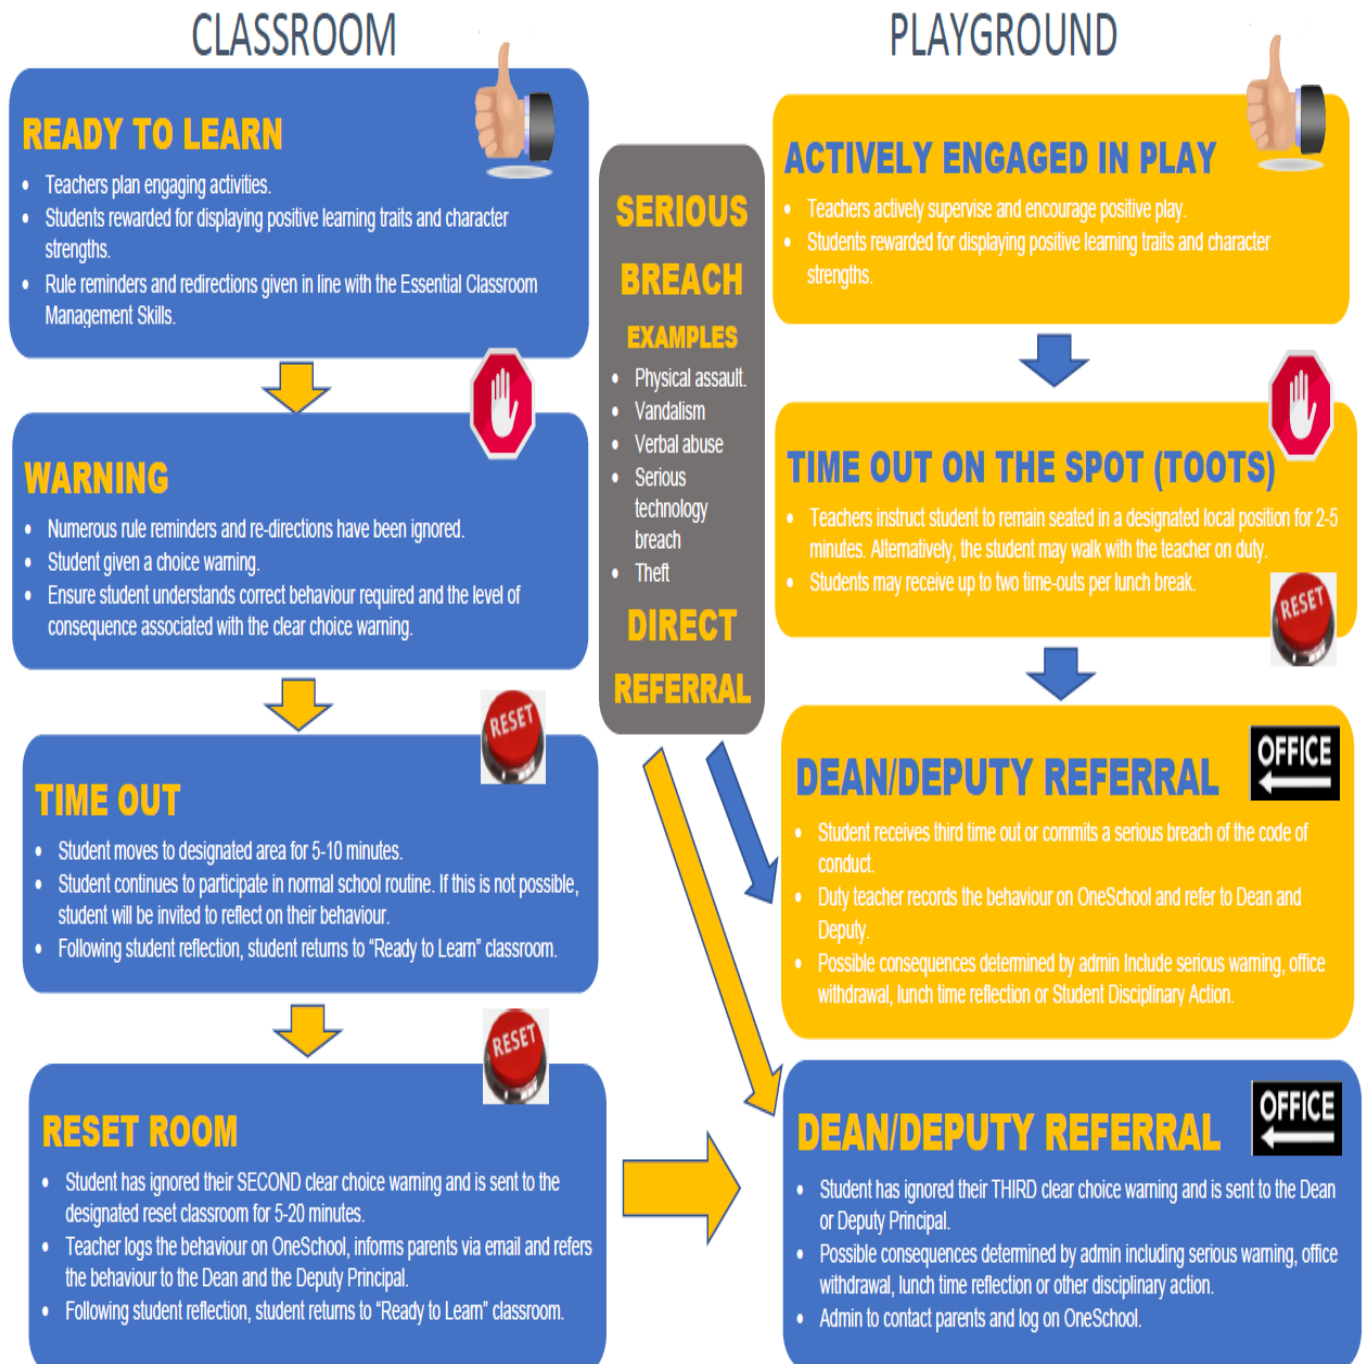 CLASSROOM
READY TO LEARN
• Teachers plan engaging activities.
• Students rewarded for displaying positive learning traits and character
strengths.
• Rule reminders and redirections given in line with the Essential Classroom
Management Skills.
WARNING
• Numerous rule reminders and re-directions have been ignored.
• Student given a choice warning.
• Ensure student understands correct behaviour required and the level of
consequence associated with the clear choice warning.
RESET
TIME OUT
• Student moves to designated area for 5-10 minutes.
• Student continues to participate in normal school routine. If this is not possible,
student will be invited to reflect on their behaviour.
• Following student reflection, student returns to “Ready to Learn” classroom.
RESET
RESET ROOM
• Student has ignored their SECOND clear choice warning and is sent to the
designated reset classroom for 5-20 minutes.
• Teacher logs the behaviour on OneSchool, informs parents via email and refers
the behaviour to the Dean and the Deputy Principal.
• Following student reflection, student returns to “Ready to Learn” classroom.
SERIOUS
BREACH
EXAMPLES
• Physical assault.
• Vandalism
• Verbal abuse
• Serious
technology
breach
• Theft
DIRECT
REFERRAL
PLAYGROUND
ACTIVELY ENGAGED IN PLAY
• Teachers actively supervise and encourage positive play.
• Students rewarded for displaying positive learning traits and character
strengths.
TIME OUT ON THE SPOT (TOOTS)
• Teachers instruct student to remain seated in a designated local position for 2-5
minutes. Alternatively, the student may walk with the teacher on duty.
• Students may receive up to two time-outs per lunch break.
RESET
DEAN/DEPUTY REFERRAL
OFFICE
• Student receives third time out or commits a serious breach of the code of
conduct.
• Duty teacher records the behaviour on OneSchool and refer to Dean and
Deputy.
• Possible consequences determined by admin Include serious warning, office
withdrawal, lunch time reflection or Student Disciplinary Action.
DEAN/DEPUTY REFERRAL
OFFICE
• Student has ignored their THIRD clear choice warning and is sent to the Dean
or Deputy Principal.
• Possible consequences determined by admin including serious warning, office
withdrawal, lunch time reflection or other disciplinary action.
• Admin to contact parents and log on OneSchool.